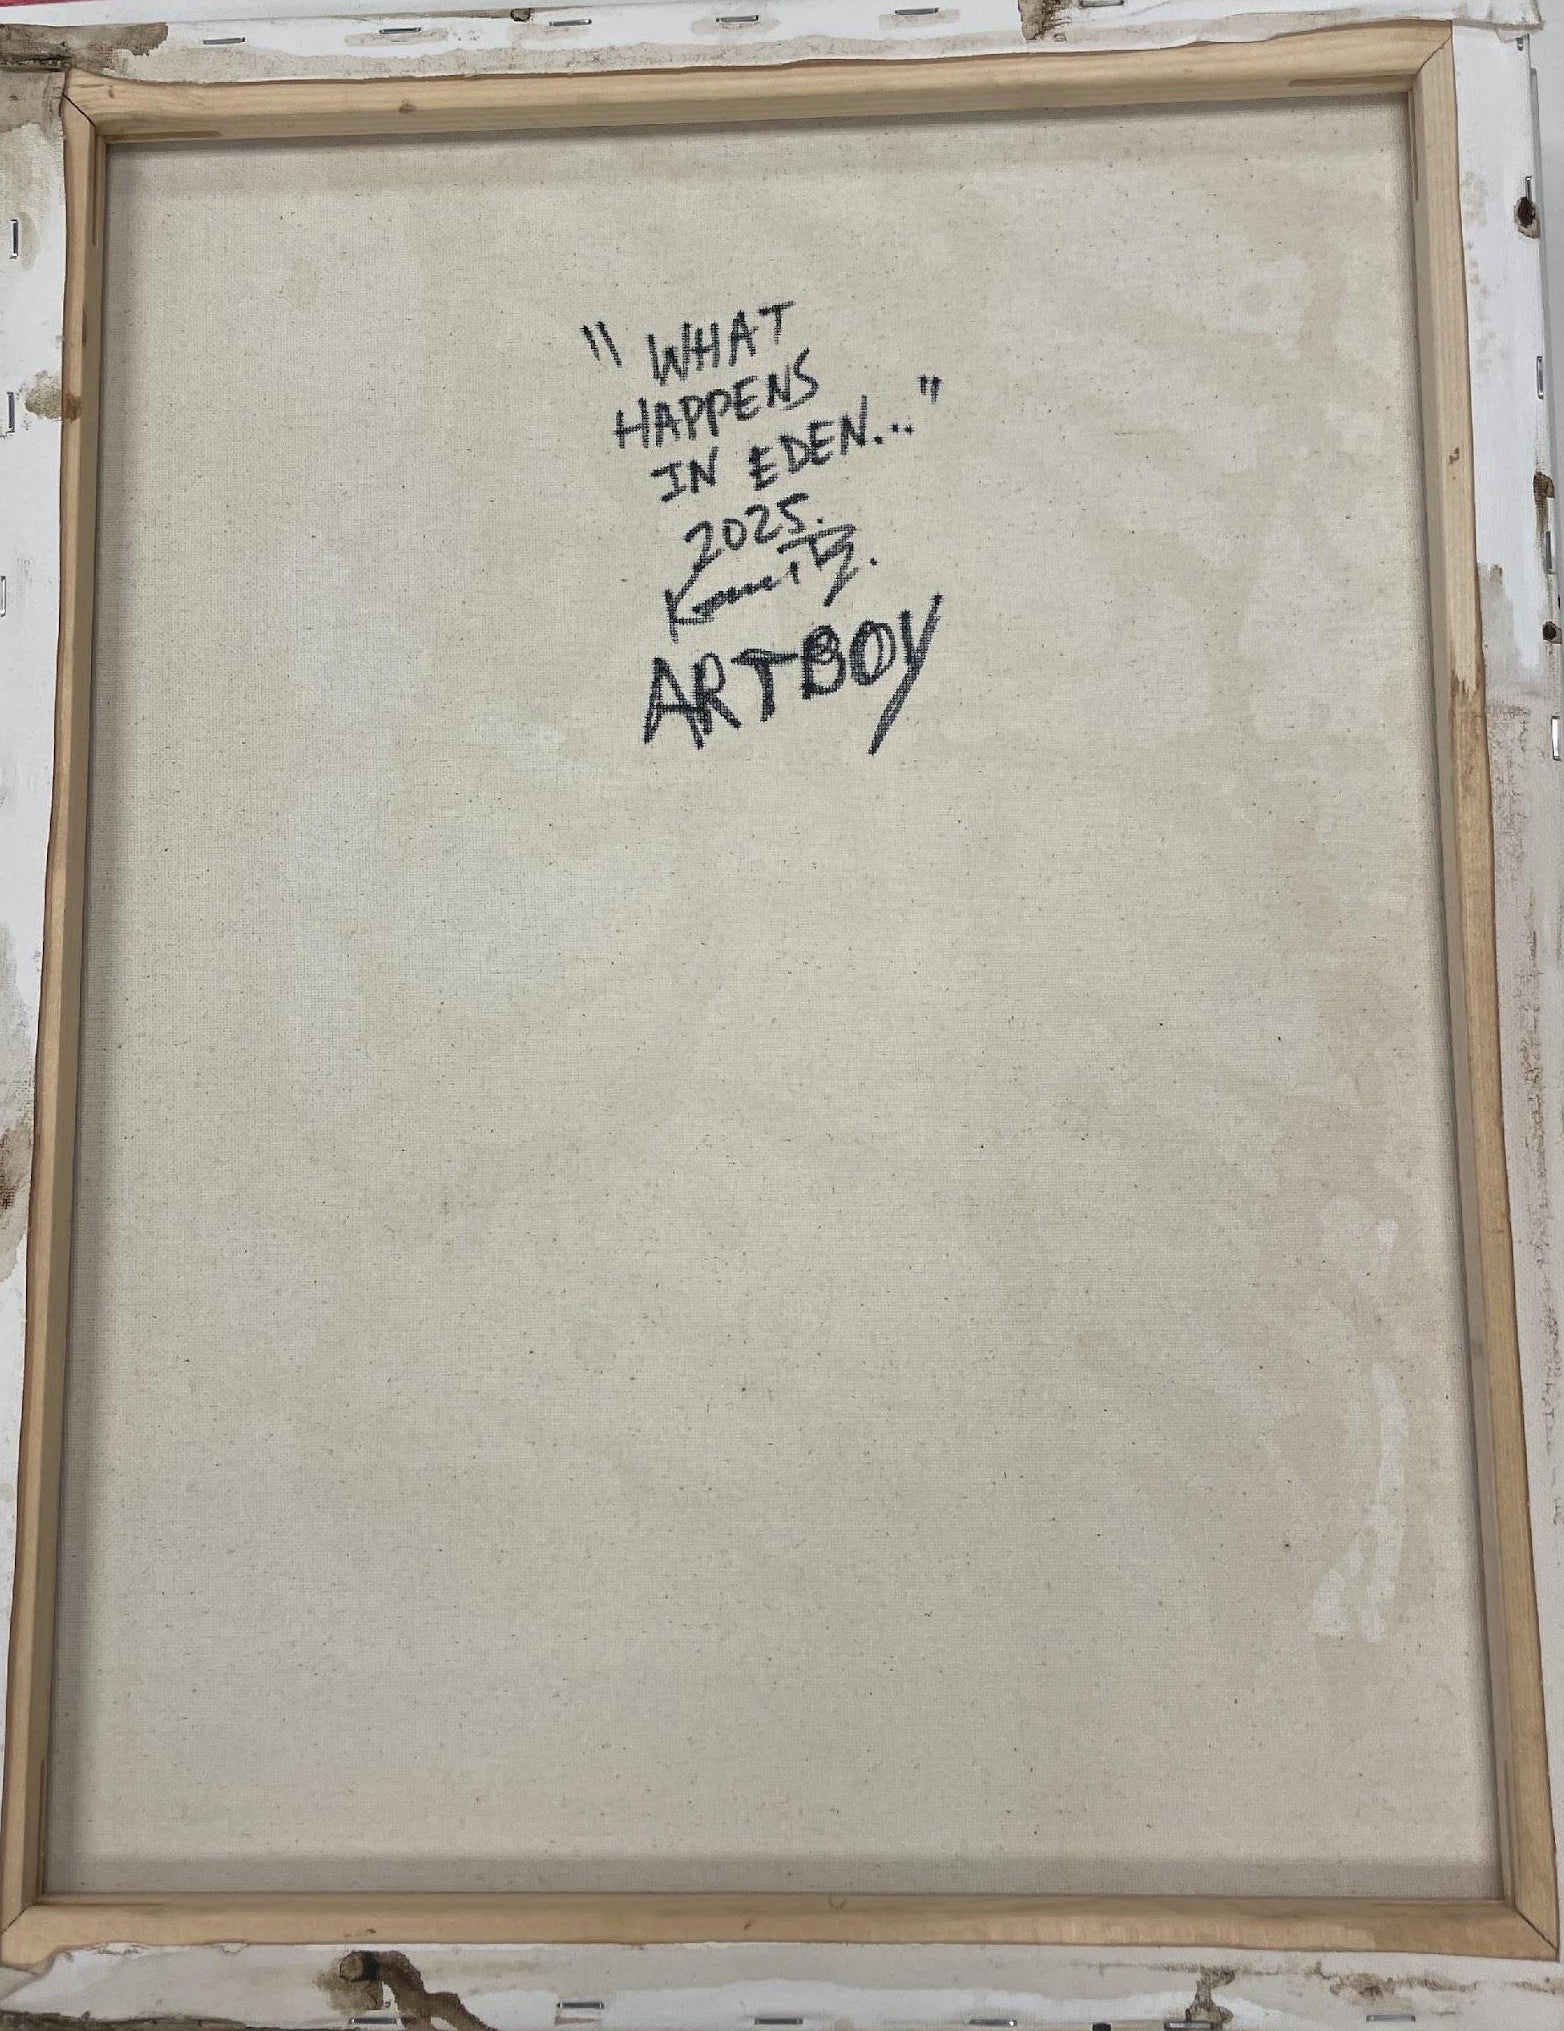 "WHAT
HAPPENS
IN EDEN..."
2025.
ARTBOY